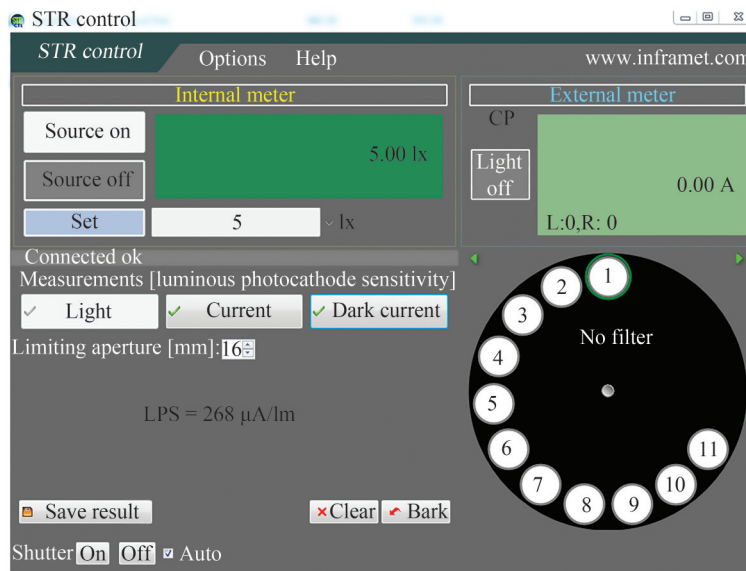 STR control
STR control Options Help www.inframet.com
Internal meter External meter
Source on
5.00 lx
Source off
Set 5 lx
CP
Light
off
0.00 A
L:0,R: 0
Connected ok
Measurements [luminous photocathode sensitivity]
Light Current Dark current
Limiting aperture [mm]:16
LPS = 268 μA/lm
Save result Clear Bark
Shutter On Off Auto
No filter
1
2
3
4
5
6
7
8
9
10
11